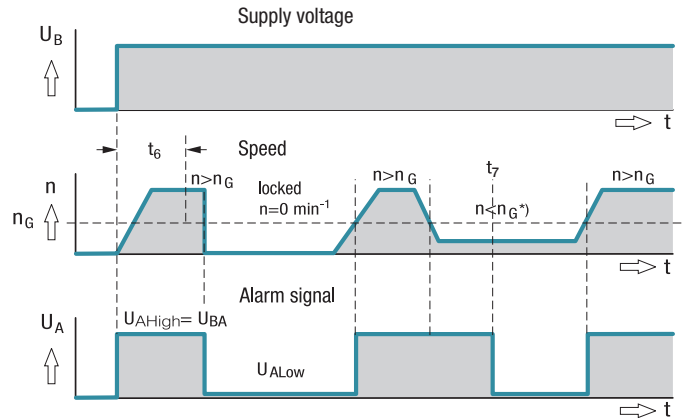 Supply voltage
U_B
t
t_6
Speed
t_7
n
n>n_G
locked
n=0 min⁻¹
n>n_G
n<n_G*)
n>n_G
n_G
t
Alarm signal
U_A
U_AHigh= U_BA
U_ALow
t